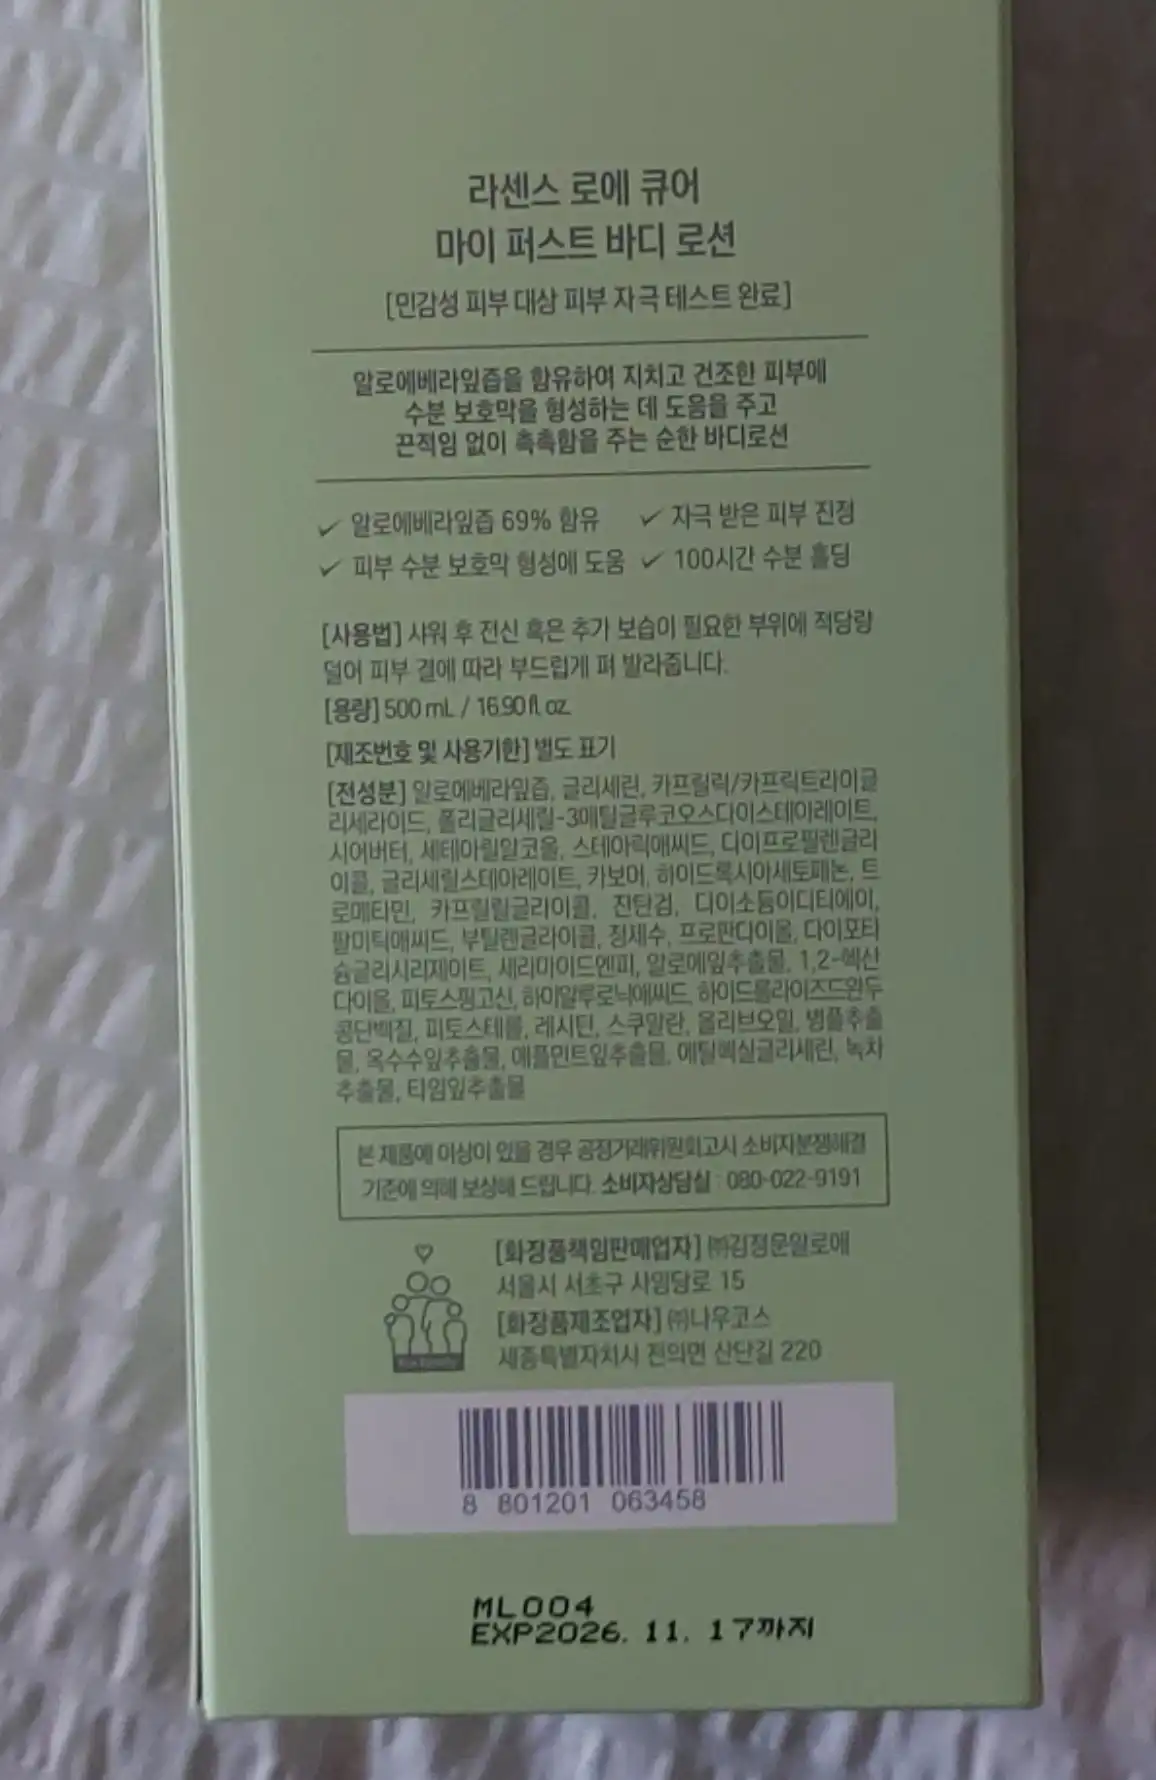 라센스 로에 큐어
마이 퍼스트 바디 로션
[민감성 피부 대상 피부 자극 테스트 완료]
알로에베라잎즙을 함유하여 지치고 건조한 피부에
수분 보호막을 형성하는 데 도움을 주고
끈적임 없이 촉촉함을 주는 순한 바디로션
✓ 알로에베라잎즙 69% 함유 ✓ 자극 받은 피부 진정
✓ 피부 수분 보호막 형성에 도움 ✓ 100시간 수분 홀딩
[사용법] 샤워 후 전신 혹은 추가 보습이 필요한 부위에 적당량
덜어 피부 결에 따라 부드럽게 펴 발라줍니다.
[용량] 500 mL / 16.90 fl. oz.
[제조번호 및 사용기한] 별도 표기
[전성분] 알로에베라잎즙, 글리세린, 카프릴릭/카프릭트라이글
리세라이드, 폴리글리세릴-3메틸글루코오스다이스테아레이트,
시어버터, 세테아릴알코올, 스테아릭애씨드, 다이프로필렌글라
이콜, 글리세릴스테아레이트, 카보머, 하이드록시아세토페논, 트
로메타민, 카프릴릴글라이콜, 잔탄검, 다이소듐이디티에이,
팔미틱애씨드, 부틸렌글라이콜, 정제수, 프로판다이올, 다이포타
슘글리시리제이트, 세라마이드엔피, 알로에잎추출물, 1,2-헥산
다이올, 피토스핑고신, 하이알루로닉애씨드, 하이드롤라이즈드완두
콩단백질, 피토스테롤, 레시틴, 스쿠알란, 올리브오일, 병풀추출
물, 옥수수잎추출물, 애플민트잎추출물, 에틸헥실글리세린, 녹차
추출물, 타임잎추출물
본 제품에 이상이 있을 경우 공정거래위원회고시 소비자분쟁해결
기준에 의해 보상해 드립니다. 소비자상담실 : 080-022-9191
[화장품책임판매업자] ㈜김정문알로에
서울시 서초구 사임당로 15
[화장품제조업자] ㈜나우코스
세종특별자치시 전의면 산단길 220
8 801201 063458
ML004
EXP2026. 11. 17까지